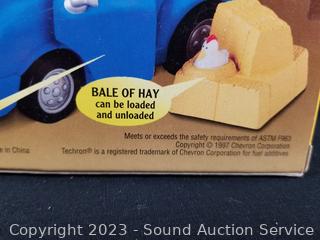 BALE OF HAY
can be loaded
and unloaded
Meets or exceeds the safety requirements of ASTM F963
Copyright © 1997 Chevron Corporation
e in China
Techron® is a registered trademark of Chevron Corporation for fuel additives
Copyright 2023 - Sound Auction Service